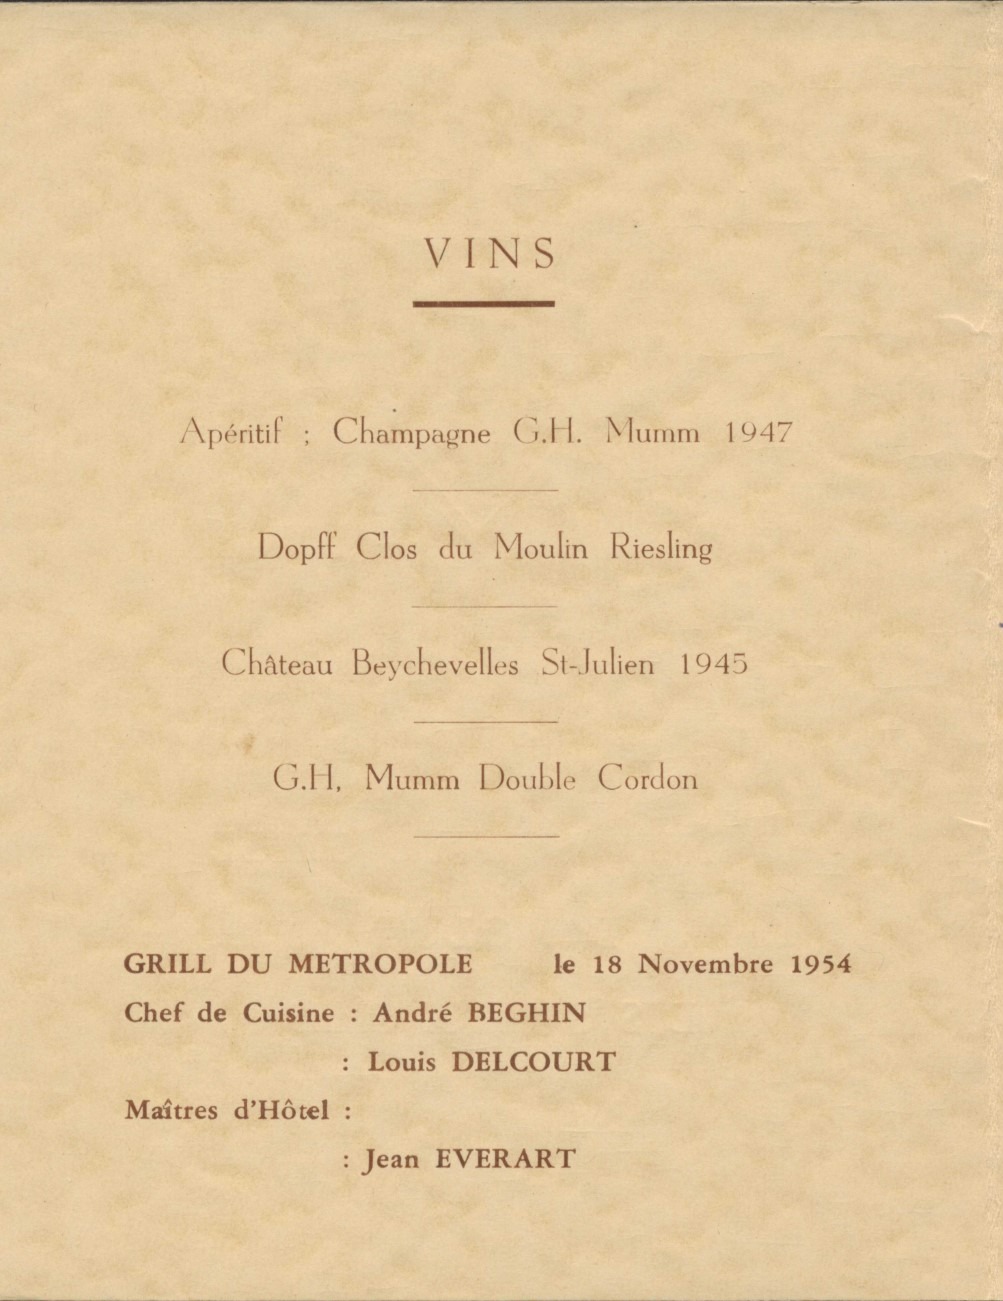 VINS
Apéritif ; Champagne G.H. Mumm 1947
Dopff Clos du Moulin Riesling
Château Beychevelles St-Julien 1945
G.H, Mumm Double Cordon
GRILL DU METROPOLE le 18 Novembre 1954
Chef de Cuisine : André BEGHIN
: Louis DELCOURT
Maîtres d'Hôtel :
: Jean EVERART